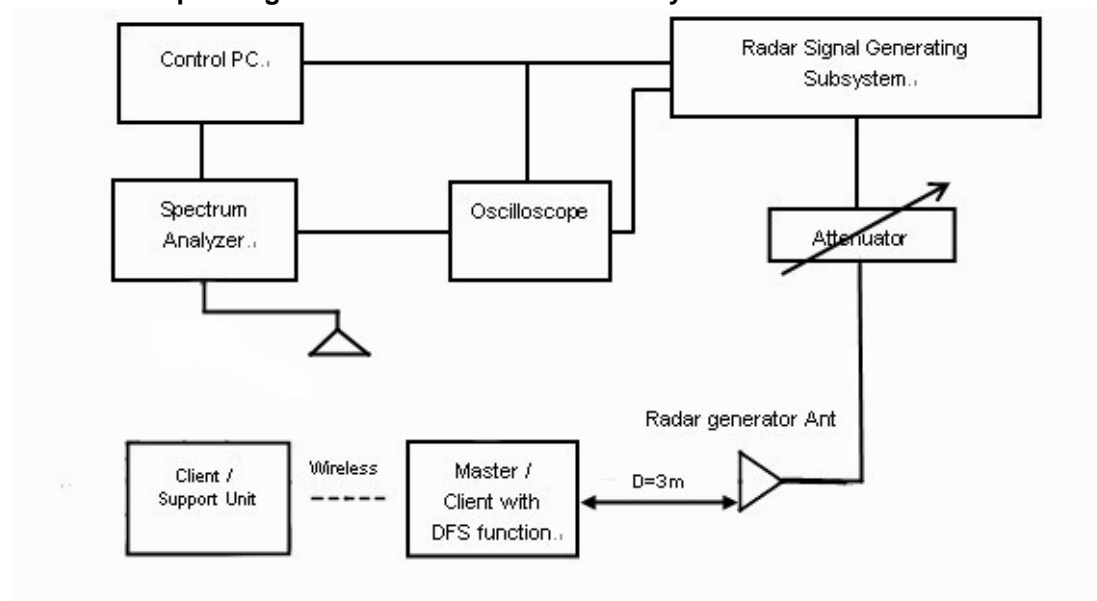 Control PC
Radar Signal Generating
Subsystem
Spectrum
Analyzer
Oscilloscope
Attenuator
Radar generator Ant
Client /
Support Unit
Wireless
Master /
Client with
DFS function
D=3m